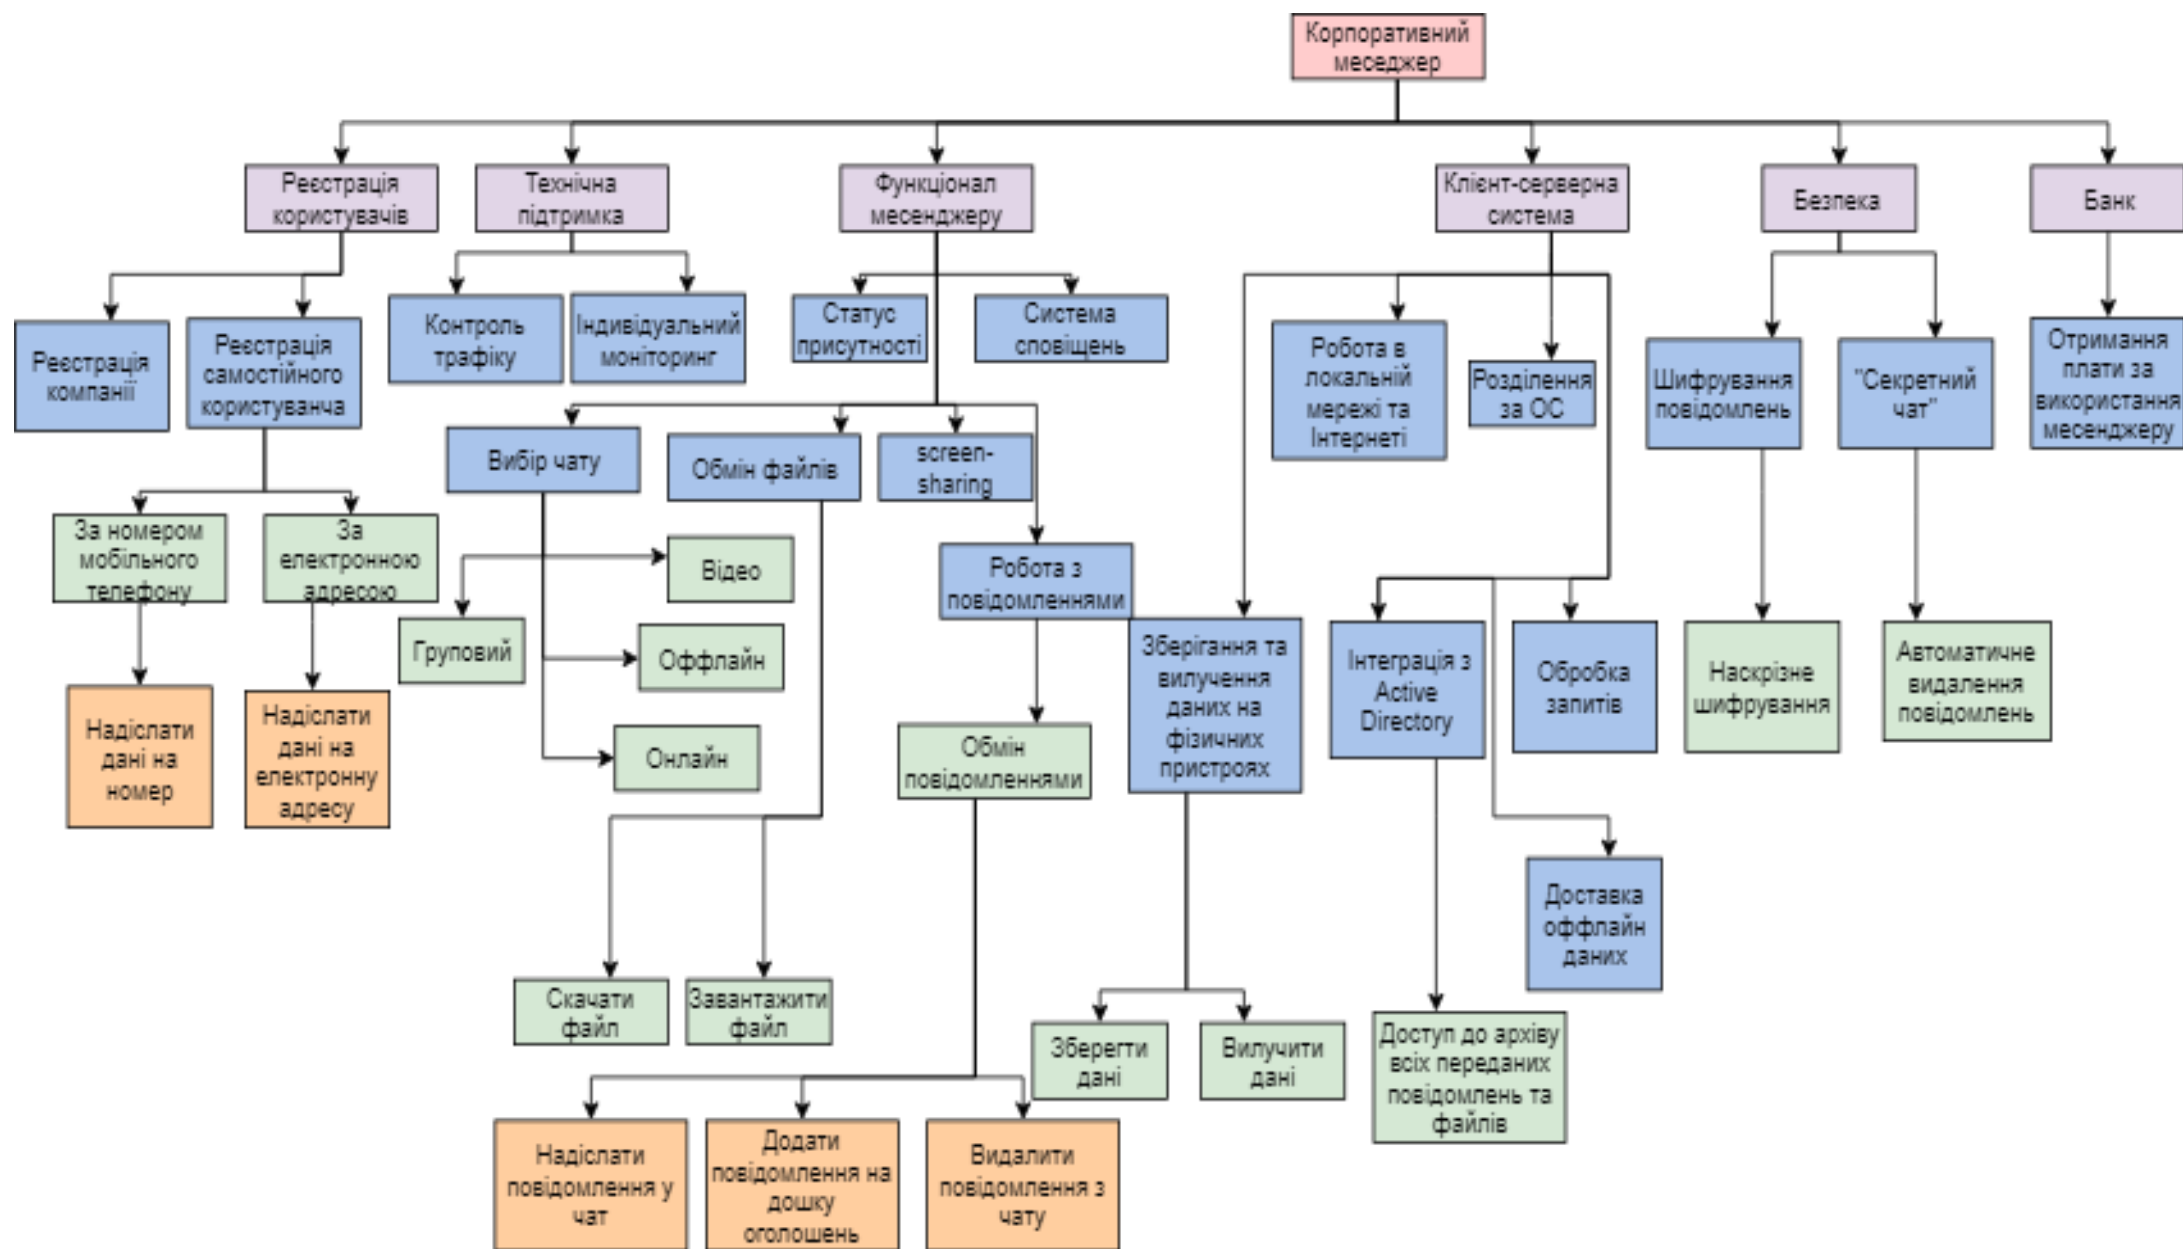 Корпоративний
меседжер
Реєстрація
користувачів
Технічна
підтримка
Функціонал
месенджеру
Клієнт-серверна
система
Безпека
Банк
Реєстрація
компанії
Реєстрація
самостійного
користуванча
Контроль
трафіку
Індивідуальний
моніторинг
Статус
присутності
Система
сповіщень
Робота в
локальній
мережі та
Інтернеті
Розділення
за ОС
Шифрування
повідомлень
"Секретний
чат"
Отримання
плати за
використання
месенджеру
Вибір чату
Обмін файлів
screen-
sharing
За номером
мобільного
телефону
За
електронною
адресою
Відео
Груповий
Оффлайн
Онлайн
Робота з
повідомленнями
Зберігання та
вилучення
даних на
фізичних
пристроях
Інтеграція з
Active
Directory
Обробка
запитів
Наскрізне
шифрування
Автоматичне
видалення
повідомлень
Надіслати
дані на
номер
Надіслати
дані на
електронну
адресу
Обмін
повідомленнями
Доставка
оффлайн
даних
Скачати
файл
Завантажити
файл
Зберегти
дані
Вилучити
дані
Доступ до архіву
всіх переданих
повідомлень та
файлів
Надіслати
повідомлення у
чат
Додати
повідомлення на
дошку
оголошень
Видалити
повідомлення з
чату